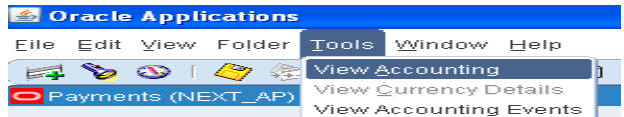 Oracle Applications
File Edit View Folder Tools Window Help
View Accounting
View Currency Details
Payments (NEXT_AP)
View Accounting Events